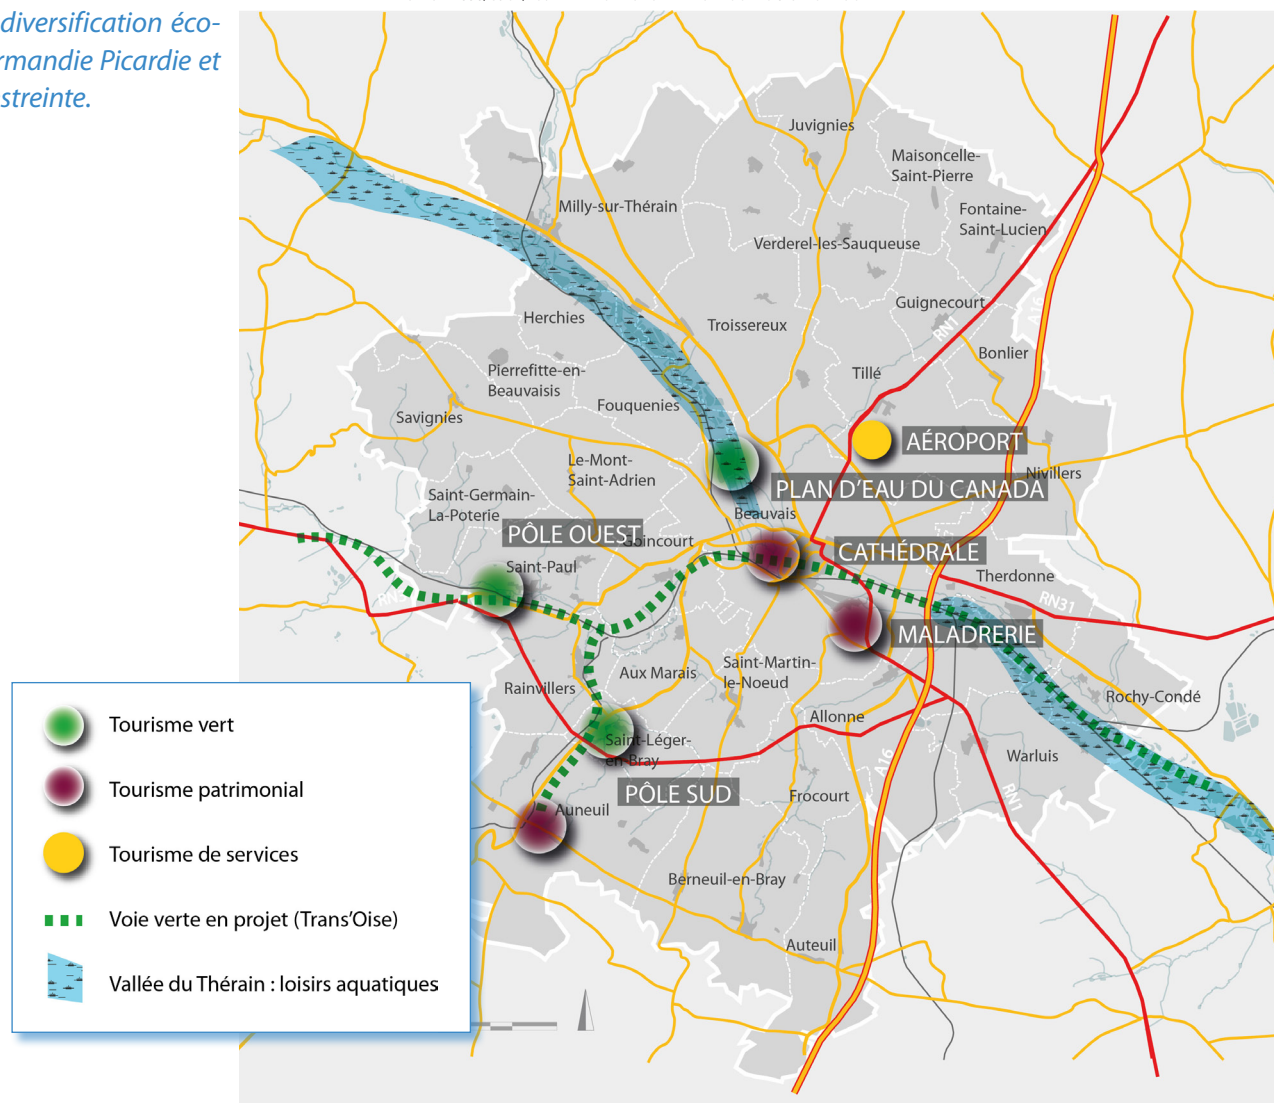 diversification éco-
rmandie Picardie et
streinte.
Juvignies
Maisoncelle-
Saint-Pierre
Milly-sur-Thérain
Fontaine-
Saint-Lucien
Verderel-les-Sauqueuse
Guignecourt
A16
Herchies
Troissereux
RN1
Bonlier
Pierrefitte-en-
Beauvaisis
Tillé
Savignies
Fouquenies
AÉROPORT
Le-Mont-
Saint-Adrien
Nivillers
PLAN D'EAU DU CANADA
Saint-Germain-
La-Poterie
Beauvais
PÔLE OUEST
Goincourt
CATHÉDRALE
Saint-Paul
Therdonne
RN31
RN31
MALADRERIE
Aux Marais
Saint-Martin-
le-Noeud
Rainvillers
Rochy-Condé
Allonne
Saint-Léger-
en-Bray
Warluis
A16
PÔLE SUD
Frocourt
RN1
Auneuil
Berneuil-en-Bray
Auteuil
Tourisme vert
Tourisme patrimonial
Tourisme de services
Voie verte en projet (Trans'Oise)
Vallée du Thérain : loisirs aquatiques